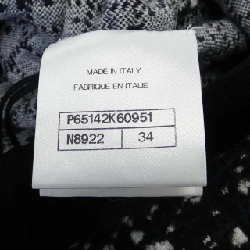 MADE IN ITALY
FABRIQUE EN ITALIE
P65142K60951
N8922 34